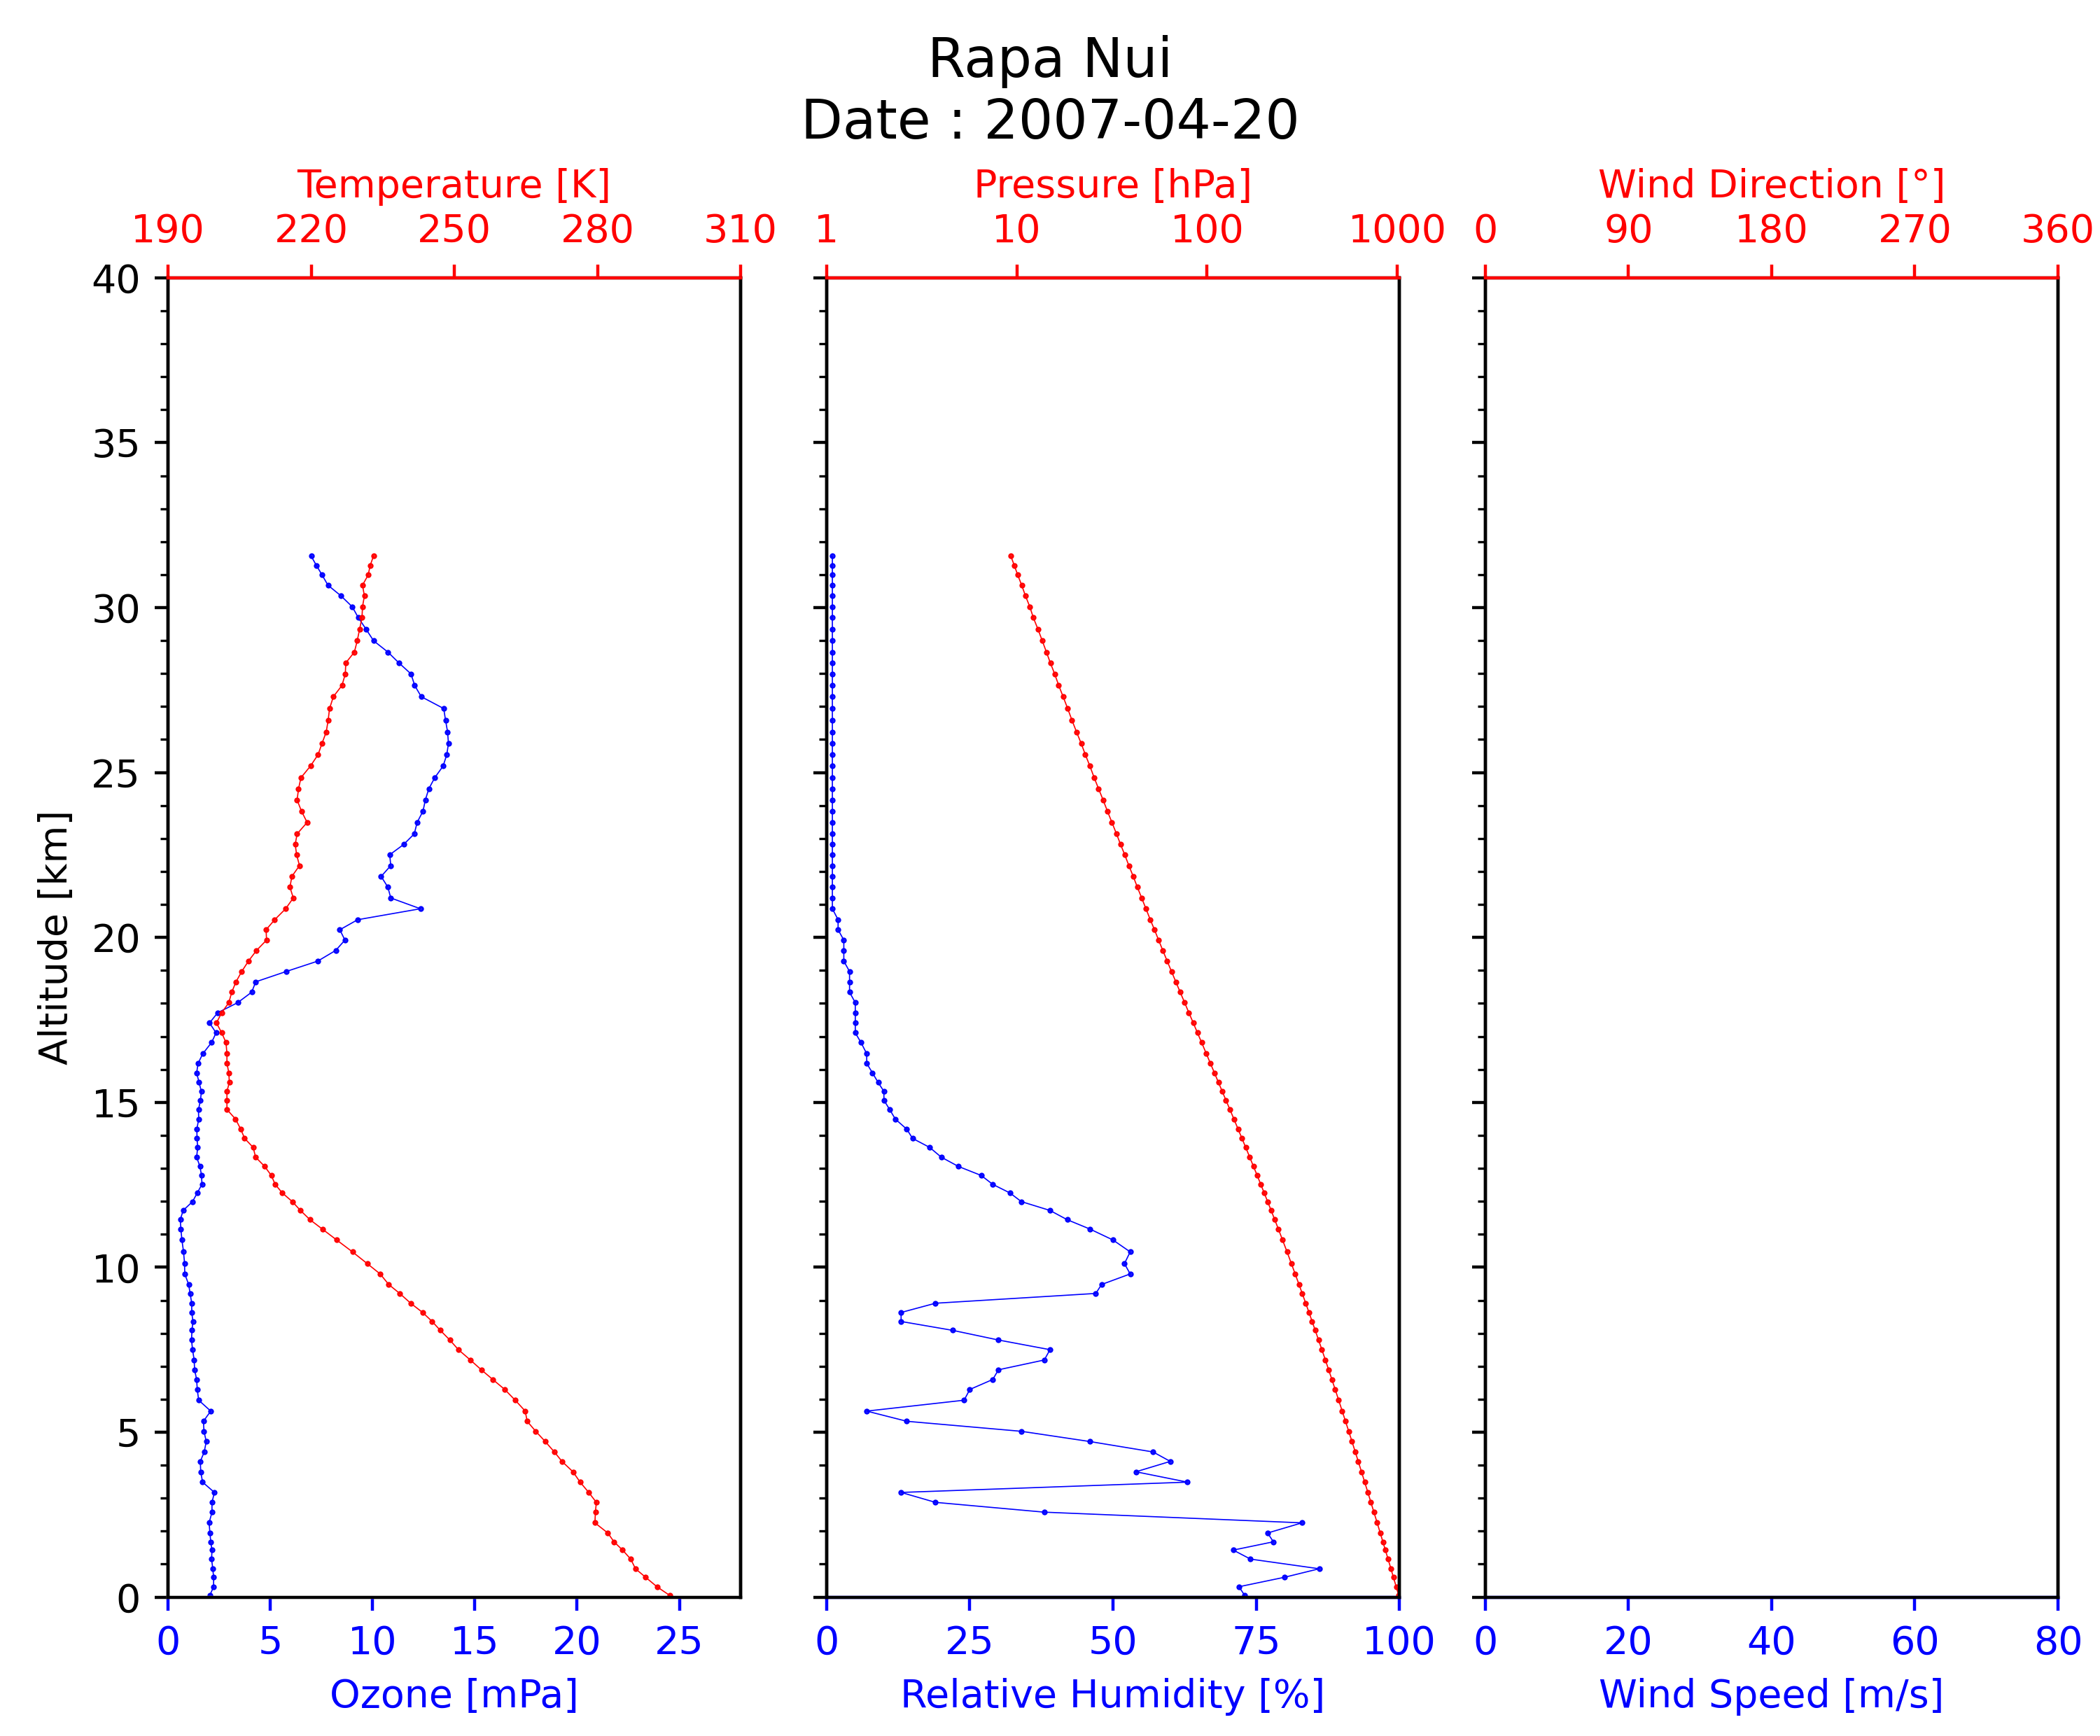 Rapa Nui
Date : 2007-04-20
Temperature [K]
190 220 250 280 310
Pressure [hPa]
1 10 100 1000
Wind Direction [°]
0 90 180 270 360
Altitude [km]
40
35
30
25
20
15
10
5
0
0 5 10 15 20 25
Ozone [mPa]
0 25 50 75 100
Relative Humidity [%]
0 20 40 60 80
Wind Speed [m/s]